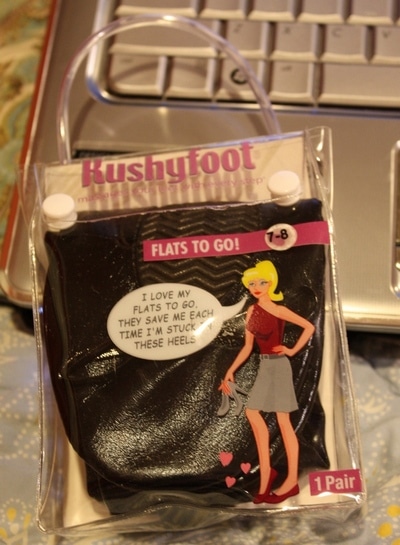 Kushyfoot
FLATS TO GO!
7-8
I LOVE MY
FLATS TO GO.
THEY SAVE ME EACH
TIME I'M STUCK IN
THESE HEELS
1 Pair